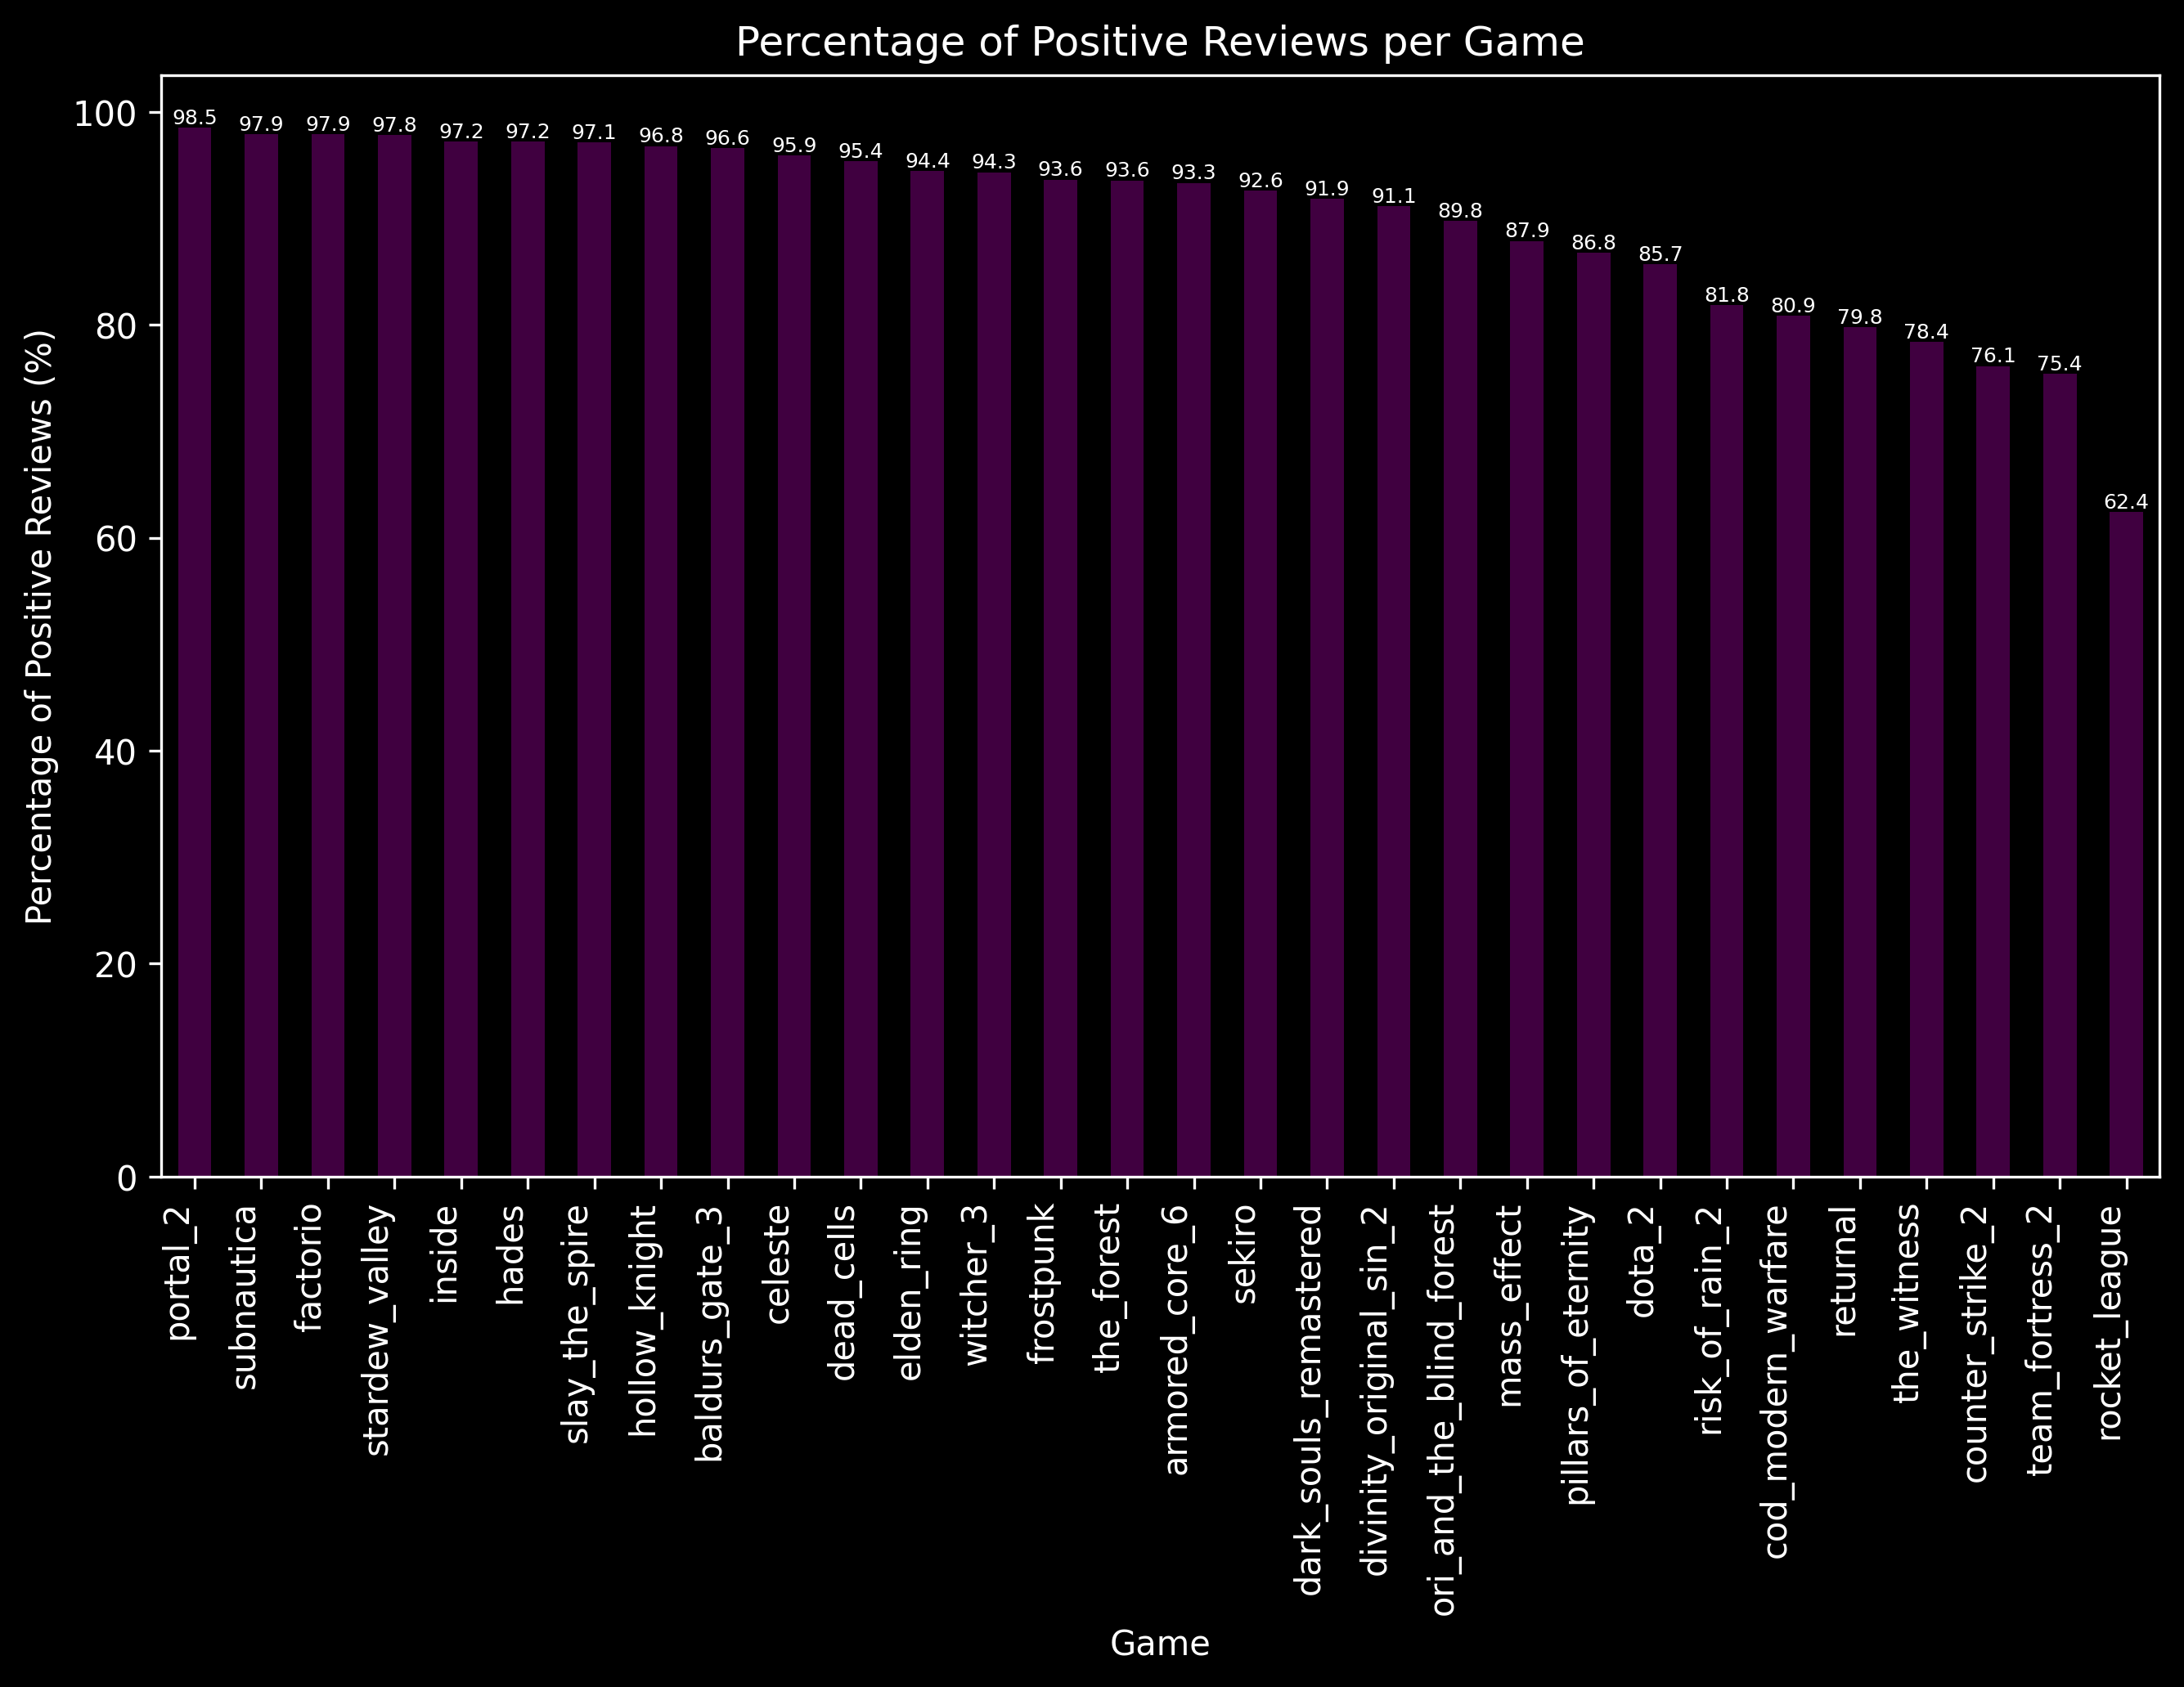 Percentage of Positive Reviews per Game
Percentage of Positive Reviews (%)
100
80
60
40
20
0
98.5
97.9
97.9
97.8
97.2
97.2
97.1
96.8
96.6
95.9
95.4
94.4
94.3
93.6
93.6
93.3
92.6
91.9
91.1
89.8
87.9
86.8
85.7
81.8
80.9
79.8
78.4
76.1
75.4
62.4
portal_2
subnautica
factorio
stardew_valley
inside
hades
slay_the_spire
hollow_knight
baldurs_gate_3
celeste
dead_cells
elden_ring
witcher_3
frostpunk
the_forest
armored_core_6
sekiro
dark_souls_remastered
divinity_original_sin_2
ori_and_the_blind_forest
mass_effect
pillars_of_eternity
dota_2
risk_of_rain_2
cod_modern_warfare
returnal
the_witness
counter_strike_2
team_fortress_2
rocket_league
Game